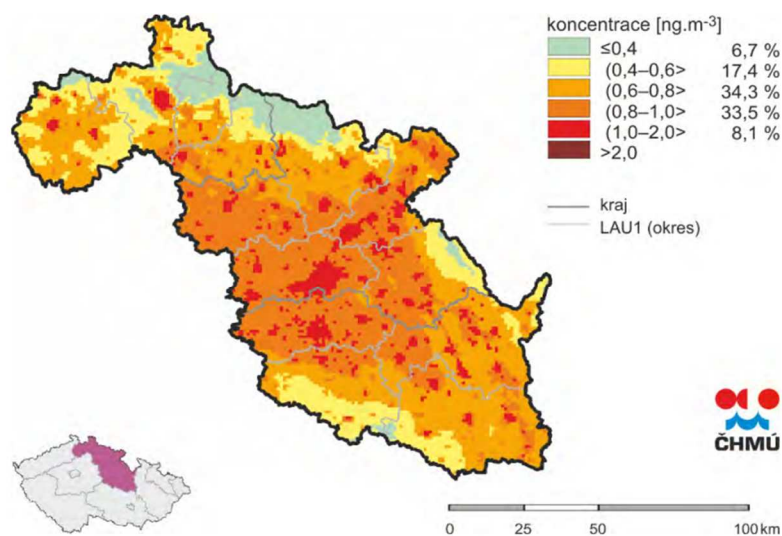 koncentrace [ng.m⁻³]
≤0,4 6,7 %
(0,4–0,6> 17,4 %
(0,6–0,8> 34,3 %
(0,8–1,0> 33,5 %
(1,0–2,0> 8,1 %
>2,0
kraj
LAU1 (okres)
ČHMÚ
0 25 50 100 km